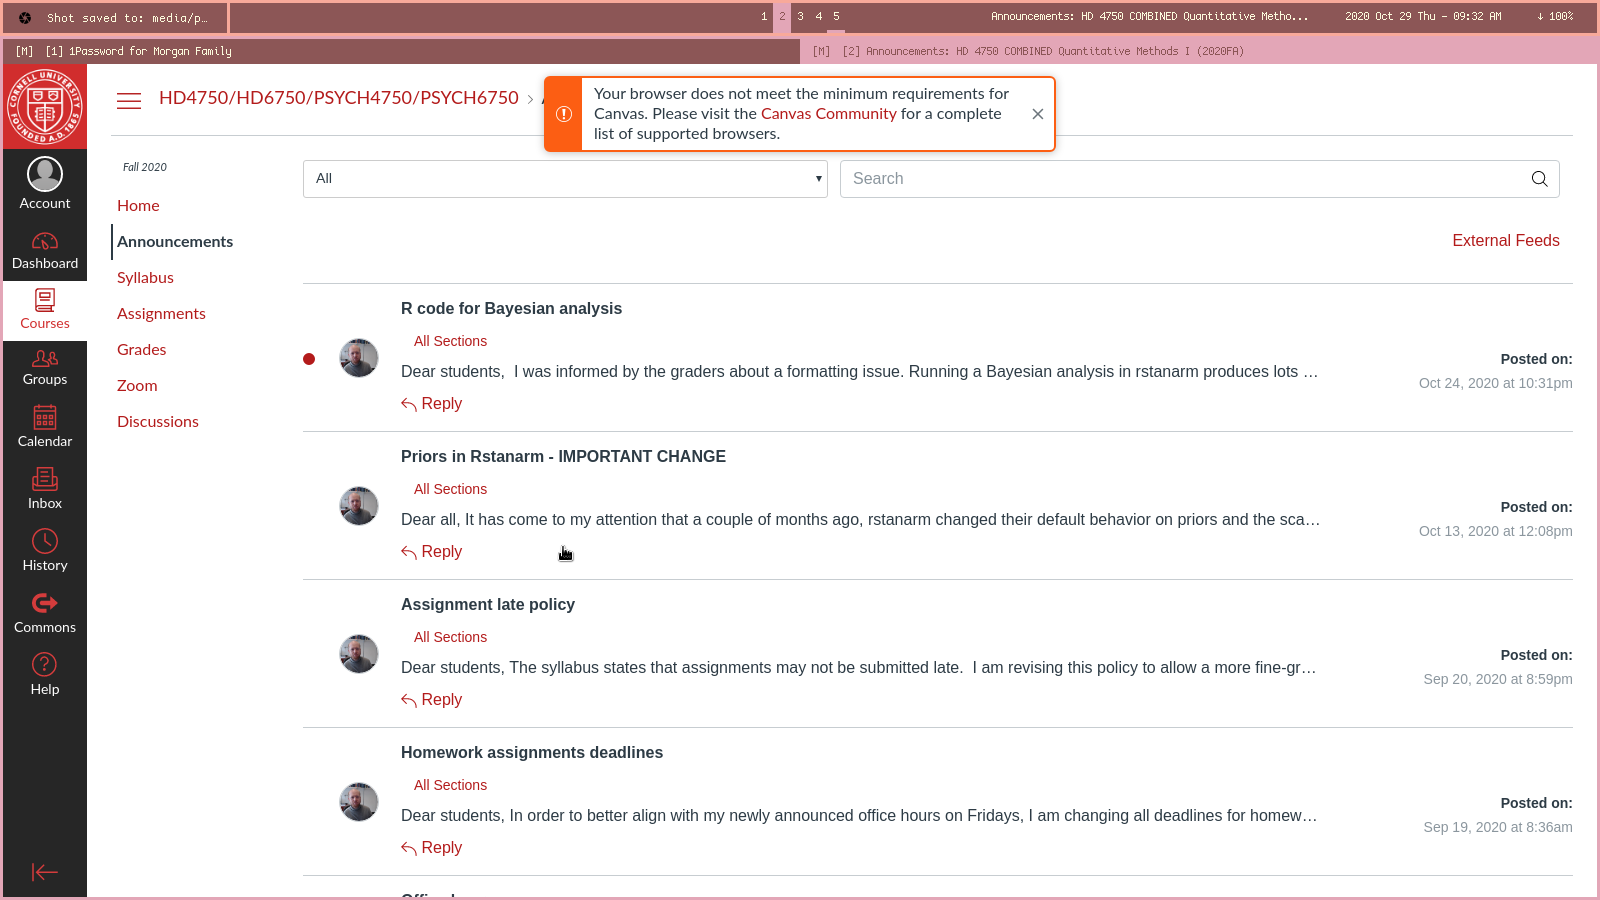 Shot saved to: media/p…
1 2 3 4 5
Announcements: HD 4750 COMBINED Quantitative Metho...
2020 Oct 29 Thu - 09:32 AM
↓ 100%
[M] [1] 1Password for Morgan Family
[M] [2] Announcements: HD 4750 COMBINED Quantitative Methods I (2020FA)
CORNELL UNIVERSITY
FOUNDED A.D. 1865
HD4750/HD6750/PSYCH4750/PSYCH6750 ›
Your browser does not meet the minimum requirements for
Canvas. Please visit the Canvas Community for a complete
list of supported browsers.
Account
Dashboard
Courses
Groups
Calendar
Inbox
History
Commons
Help
Fall 2020
Home
Announcements
Syllabus
Assignments
Grades
Zoom
Discussions
All
Search
External Feeds
R code for Bayesian analysis
All Sections
Dear students,  I was informed by the graders about a formatting issue. Running a Bayesian analysis in rstanarm produces lots …
Reply
Posted on:
Oct 24, 2020 at 10:31pm
Priors in Rstanarm - IMPORTANT CHANGE
All Sections
Dear all, It has come to my attention that a couple of months ago, rstanarm changed their default behavior on priors and the sca…
Reply
Posted on:
Oct 13, 2020 at 12:08pm
Assignment late policy
All Sections
Dear students, The syllabus states that assignments may not be submitted late.  I am revising this policy to allow a more fine-gr…
Reply
Posted on:
Sep 20, 2020 at 8:59pm
Homework assignments deadlines
All Sections
Dear students, In order to better align with my newly announced office hours on Fridays, I am changing all deadlines for homew…
Reply
Posted on:
Sep 19, 2020 at 8:36am